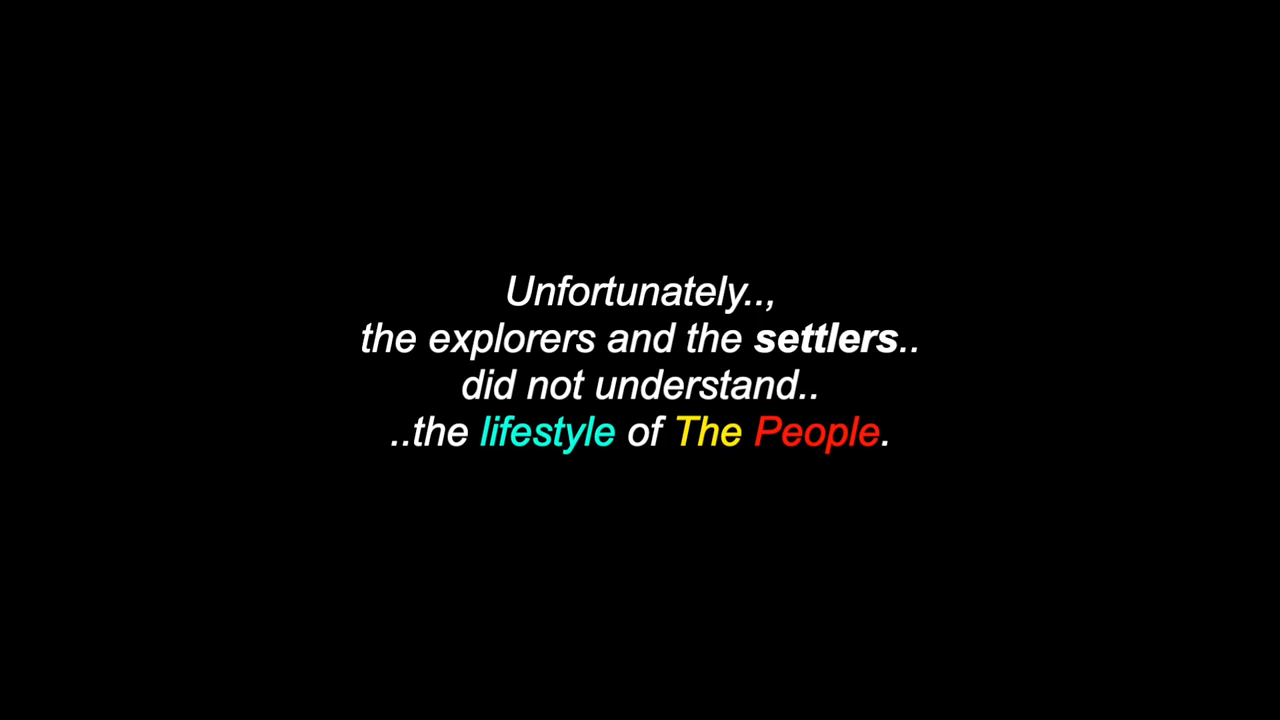 Unfortunately..,
the explorers and the settlers..
did not understand..
..the lifestyle of The People.